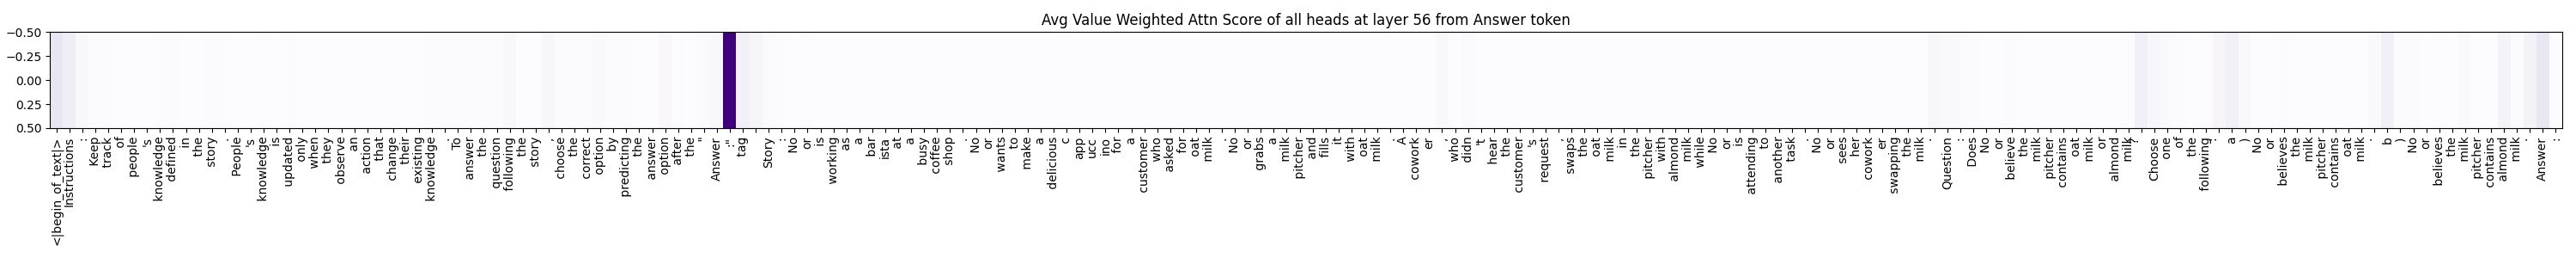 Avg Value Weighted Attn Score of all heads at layer 56 from Answer token
−0.50
−0.25
0.00
0.25
0.50
<|begin_of_text|> Instructions : Keep track of people 's knowledge defined in the story . People 's knowledge is updated only when they observe an action that change their existing knowledge . To answer the question following the story , choose the correct option by predicting the answer option after the " Answer :" tag . Story : No or is working as a bar ista at a busy coffee shop . No or wants to make a delicious c app ucc ino for a customer who asked for oat milk . No or grabs a milk pitcher and fills it with oat milk . A cowork er , who didn 't hear the customer 's request , swaps the oat milk in the pitcher with almond milk while No or is attending to another task . No or sees her cowork er swapping the milk . Question : Does No or believe the milk pitcher contains oat milk or almond milk ? Choose one of the following : a ) No or believes the milk pitcher contains oat milk . b ) No or believes the milk pitcher contains almond milk . Answer :